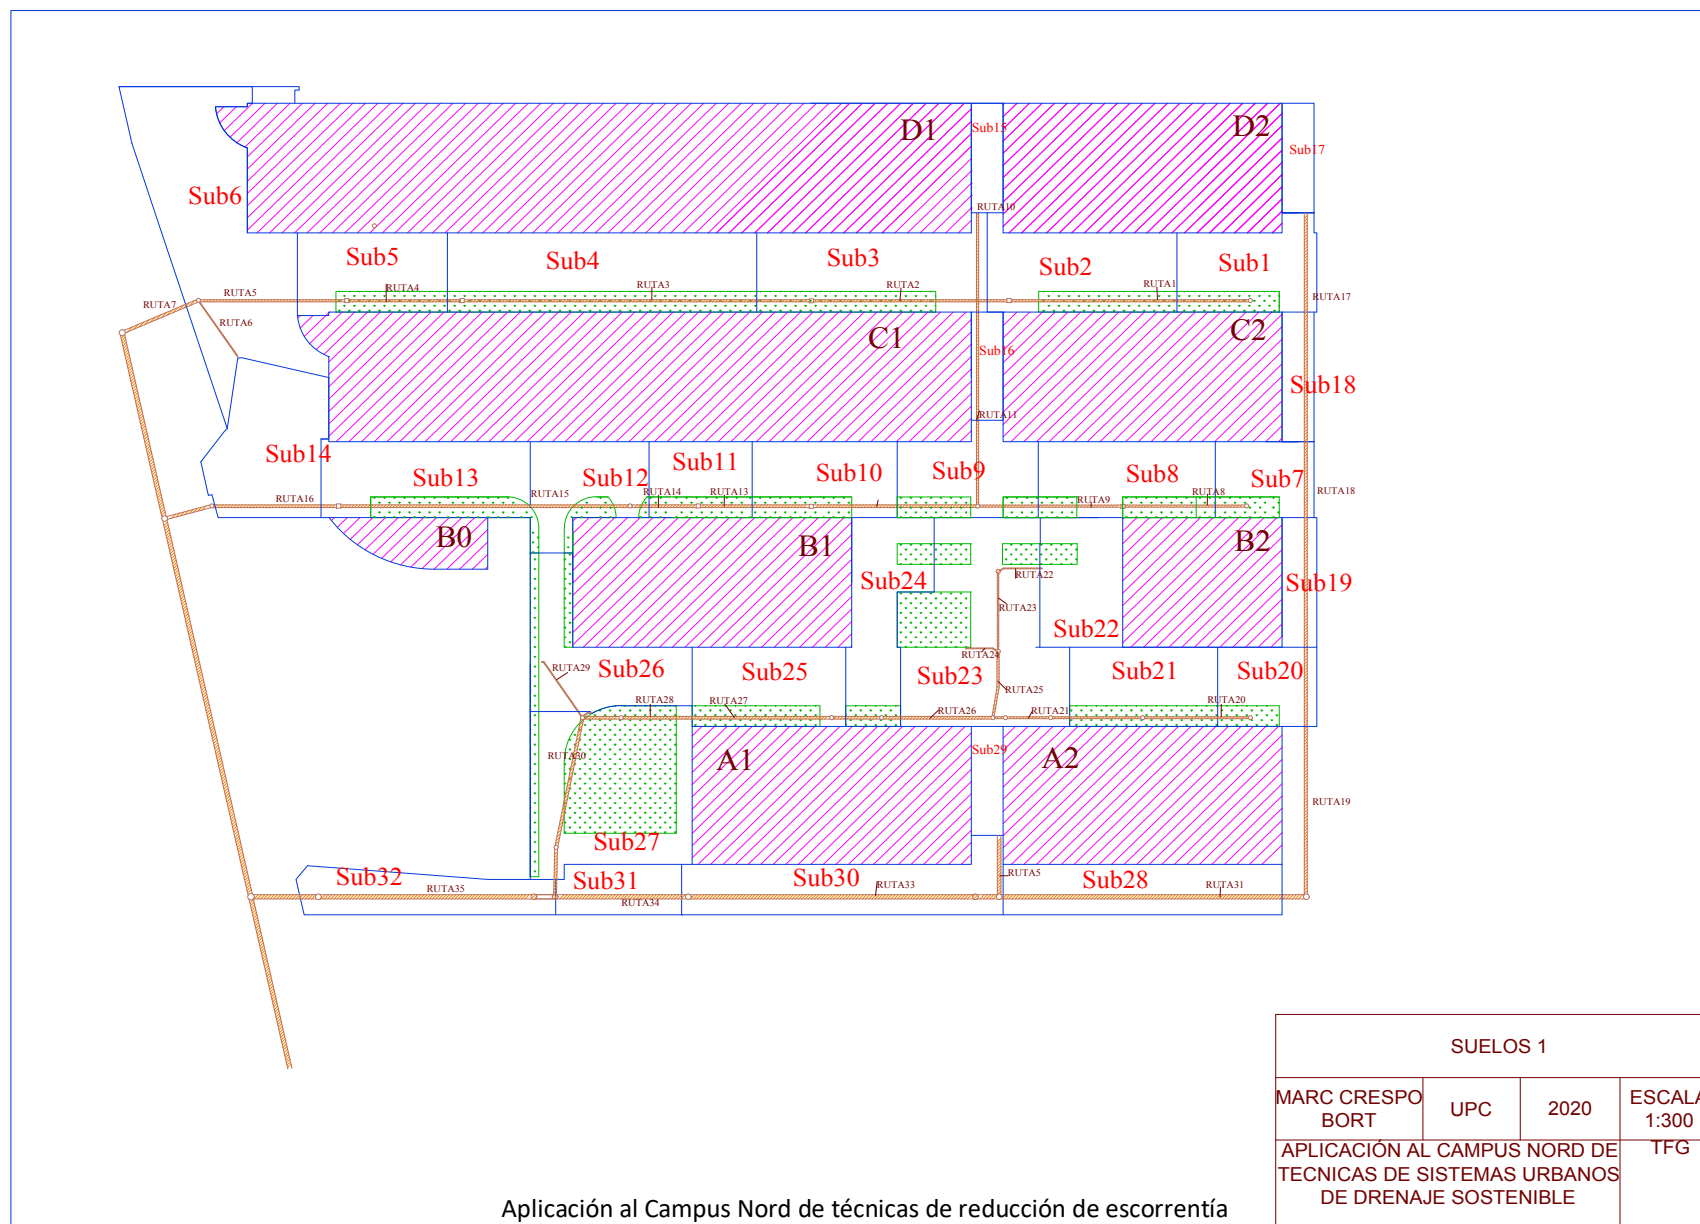 D1
Sub15
D2
Sub17
Sub6
RUTA10
Sub5
Sub4
Sub3
Sub2
Sub1
RUTA7
RUTA5
RUTA4
RUTA3
RUTA2
RUTA1
RUTA17
RUTA6
C1
Sub16
C2
Sub18
RUTA11
Sub14
Sub13
Sub12
Sub11
Sub10
Sub9
Sub8
Sub7
RUTA16
RUTA15
RUTA14
RUTA13
RUTA9
RUTA8
RUTA18
B0
B1
B2
Sub24
RUTA22
Sub19
RUTA23
Sub22
RUTA24
RUTA29
Sub26
Sub25
Sub23
RUTA25
Sub21
Sub20
RUTA28
RUTA27
RUTA26
RUTA21
RUTA20
RUTA30
A1
Sub29
A2
RUTA19
Sub27
Sub32
RUTA35
Sub31
RUTA34
Sub30
RUTA33
RUTA5
Sub28
RUTA31
SUELOS 1
MARC CRESPO
BORT
UPC
2020
ESCALA
1:300
APLICACIÓN AL CAMPUS NORD DE
TECNICAS DE SISTEMAS URBANOS
DE DRENAJE SOSTENIBLE
TFG
Aplicación al Campus Nord de técnicas de reducción de escorrentía